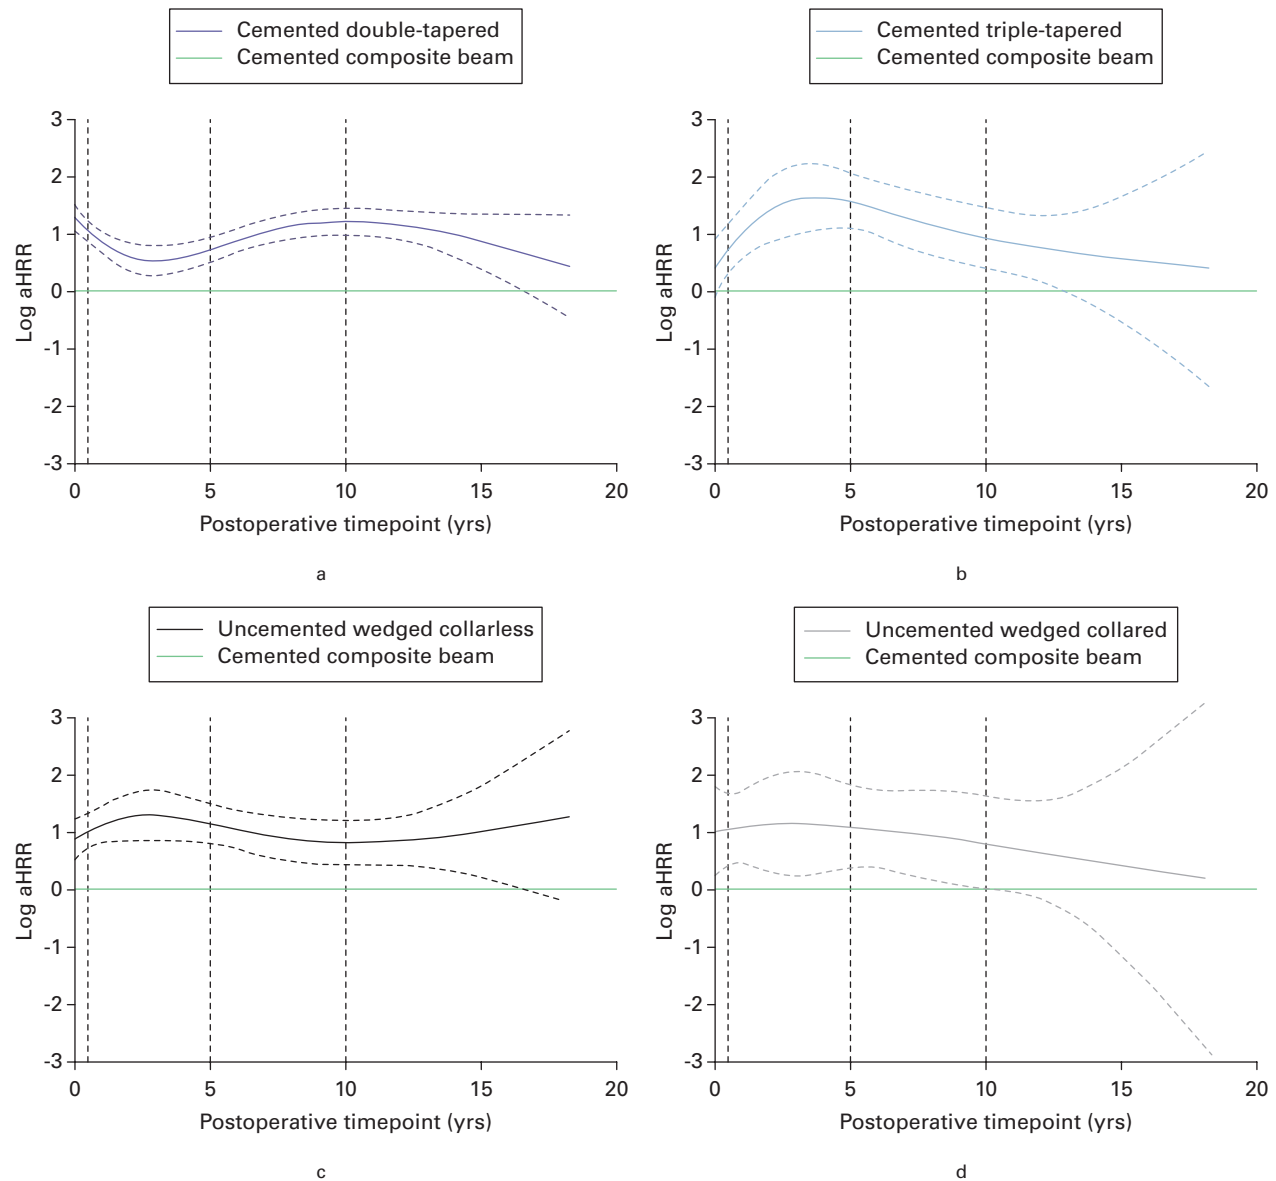 Cemented double-tapered
Cemented composite beam
3
2
1
0
-1
-2
-3
Log aHRR
0 5 10 15 20
Postoperative timepoint (yrs)
a
Cemented triple-tapered
Cemented composite beam
3
2
1
0
-1
-2
-3
Log aHRR
0 5 10 15 20
Postoperative timepoint (yrs)
b
Uncemented wedged collarless
Cemented composite beam
3
2
1
0
-1
-2
-3
Log aHRR
0 5 10 15 20
Postoperative timepoint (yrs)
c
Uncemented wedged collared
Cemented composite beam
3
2
1
0
-1
-2
-3
Log aHRR
0 5 10 15 20
Postoperative timepoint (yrs)
d